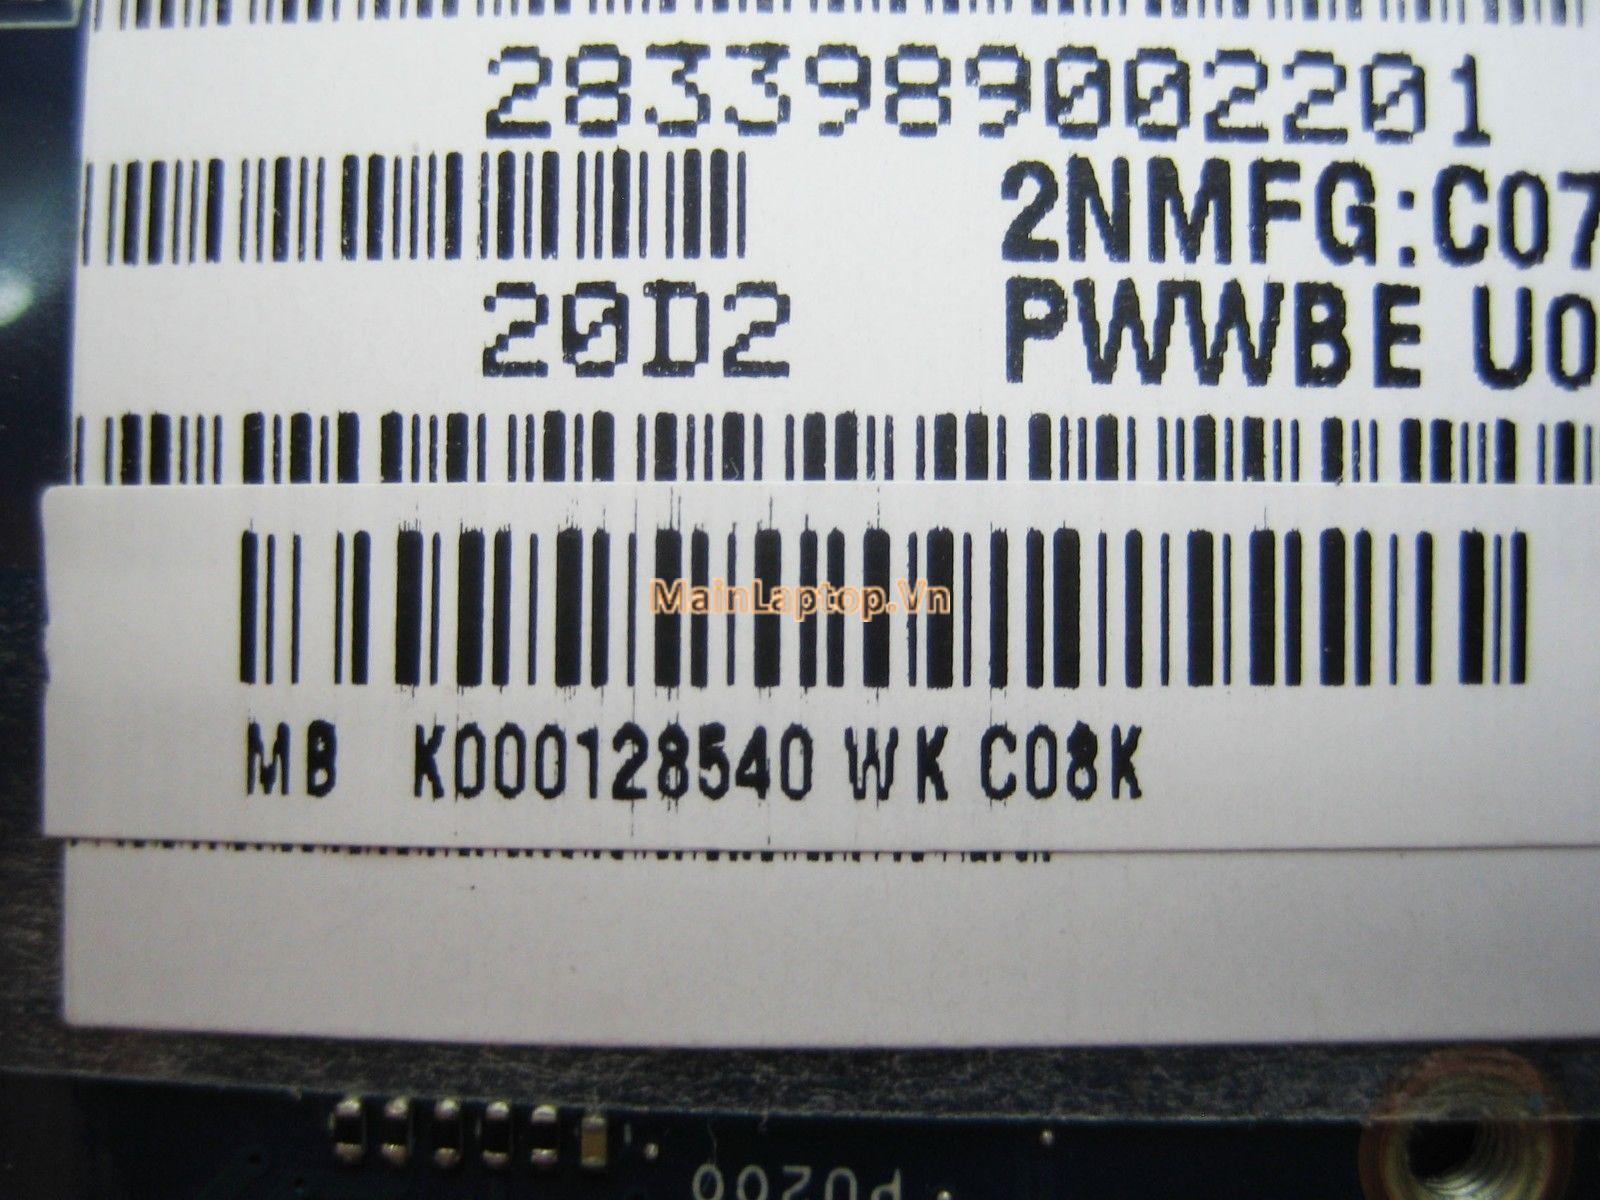 2833989002201
2NMFG:C07
20D2
PWWBE U0
MainLaptop.Vn
MB K000128540 WK C08K
PU200